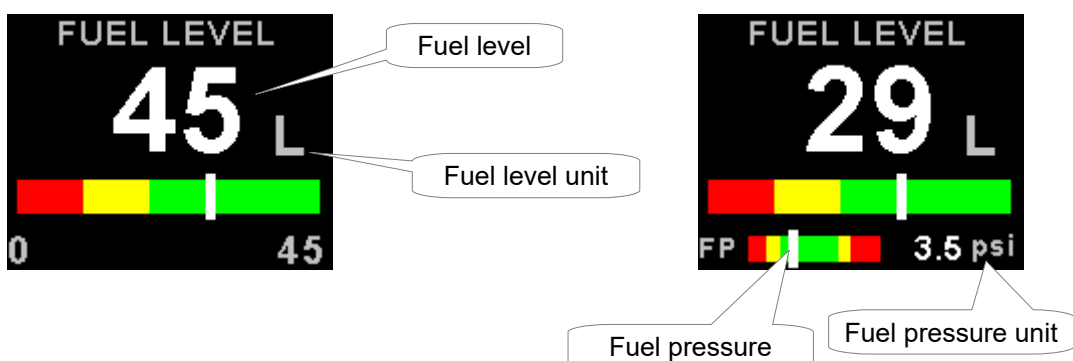 FUEL LEVEL
45
L
0
45
Fuel level
Fuel level unit
FUEL LEVEL
29
L
FP
3.5 psi
Fuel pressure
Fuel pressure unit